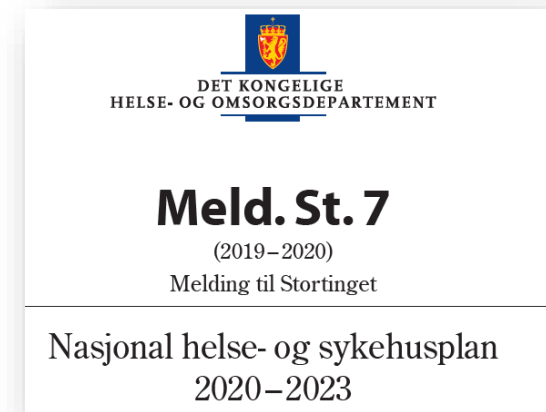 DET KONGELIGE
HELSE- OG OMSORGSDEPARTEMENT
Meld. St. 7
(2019–2020)
Melding til Stortinget
Nasjonal helse- og sykehusplan
2020–2023